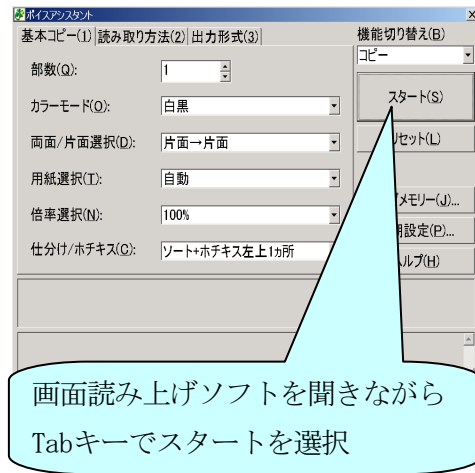 ボイスアシスタント
基本コピー(1) 読み取り方法(2) 出力形式(3) 機能切り替え(B)
コピー
部数(Q): 1
スタート(S)
カラーモード(O): 白黒
両面/片面選択(D): 片面→片面 リセット(L)
用紙選択(T): 自動
メモリー(J)...
倍率選択(N): 100%
期設定(P)...
仕分け/ホチキス(C): ソート+ホチキス左上1ヵ所
ヘルプ(H)
画面読み上げソフトを聞きながら
Tabキーでスタートを選択